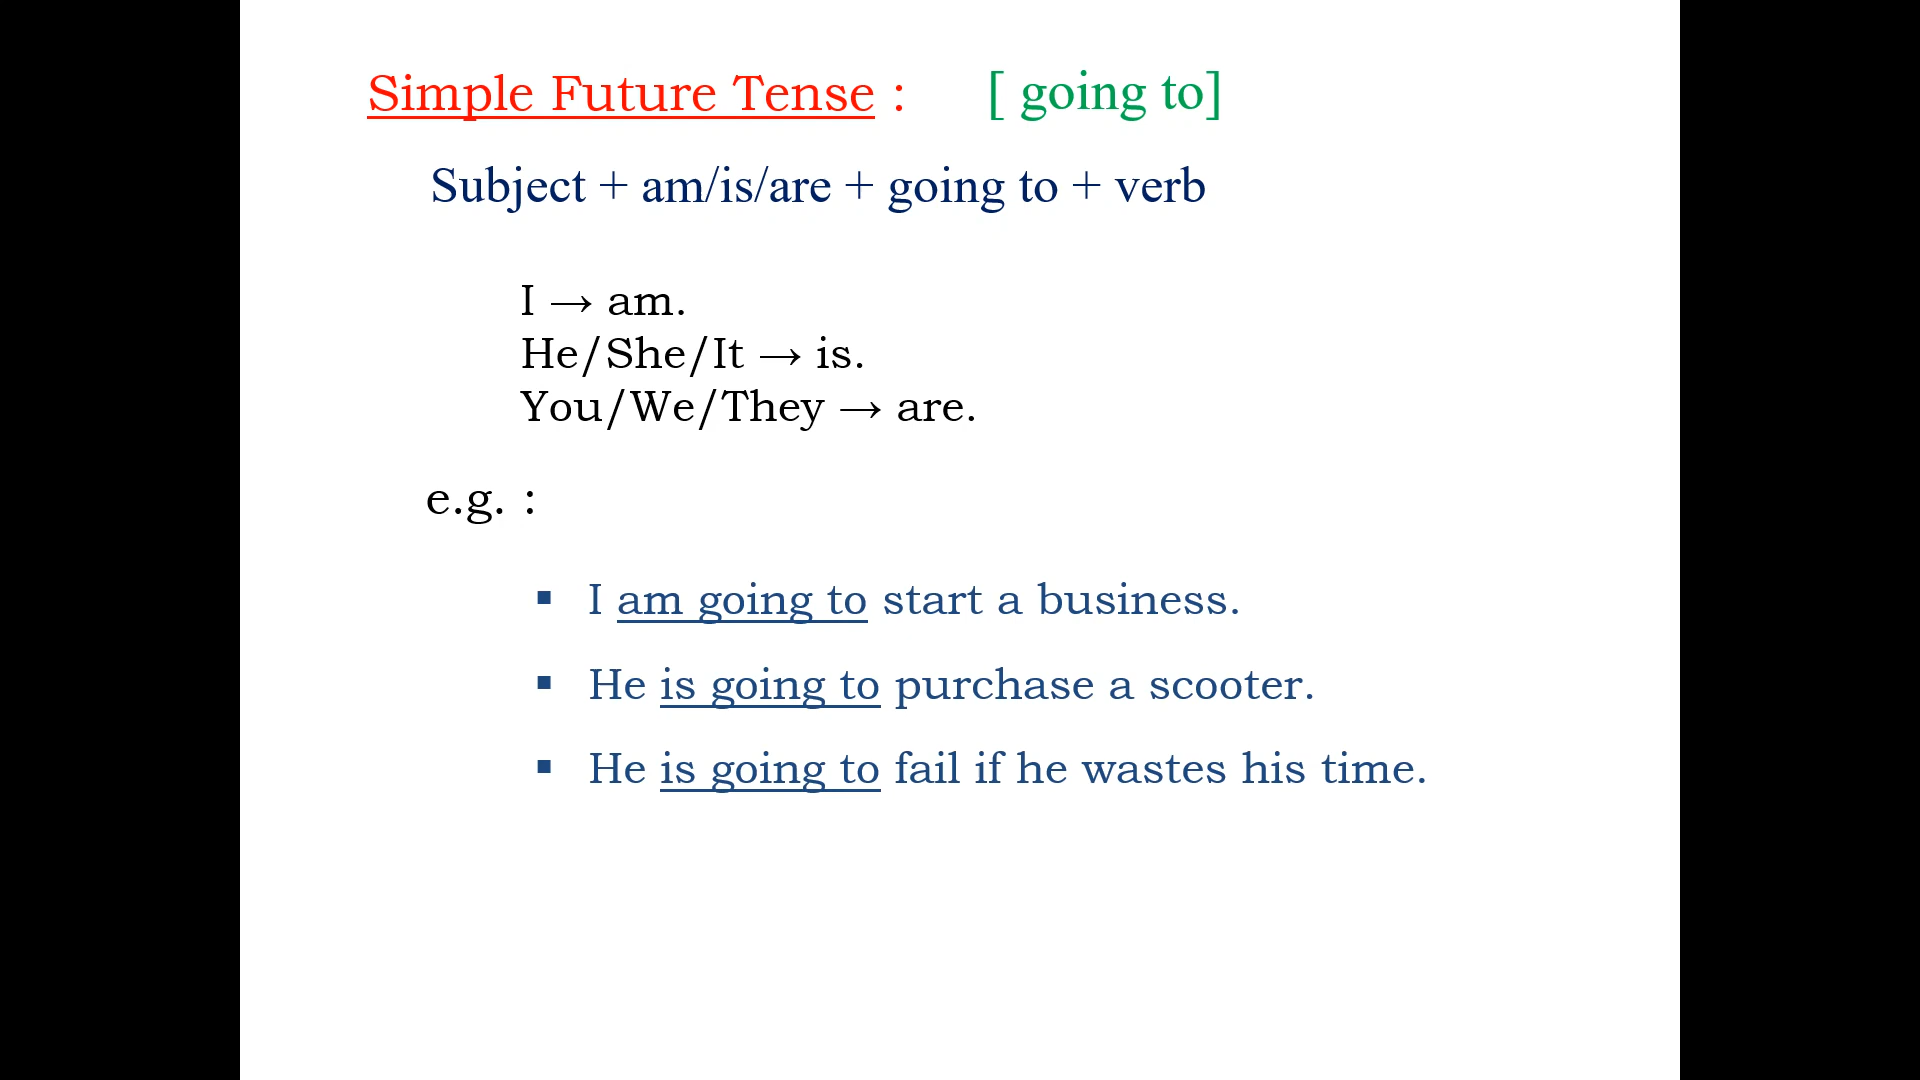 Simple Future Tense : [ going to]
Subject + am/is/are + going to + verb
I → am.
He/She/It → is.
You/We/They → are.
e.g. :
▪ I am going to start a business.
▪ He is going to purchase a scooter.
▪ He is going to fail if he wastes his time.